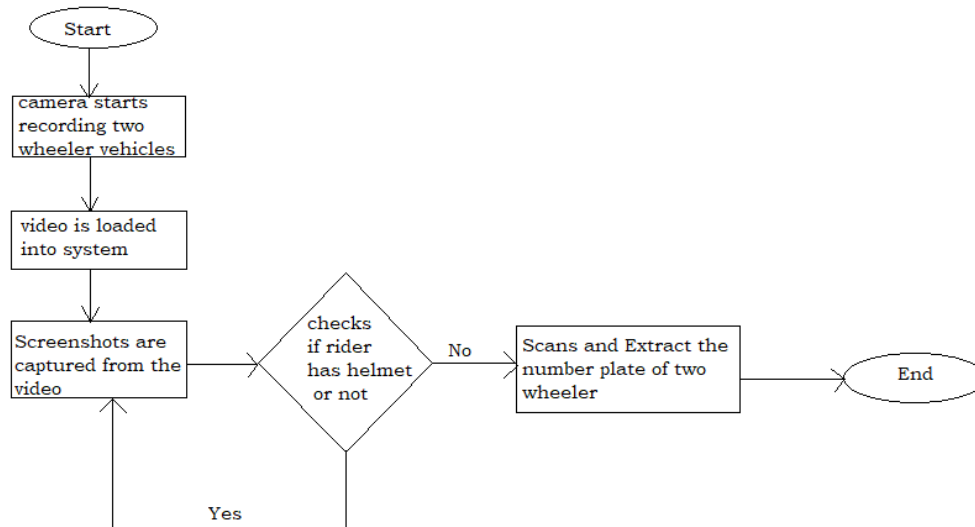 Start
camera starts
recording two
wheeler vehicles
video is loaded
into system
Screenshots are
captured from the
video
checks
if rider
has helmet
or not
No
Scans and Extract the
number plate of two
wheeler
End
Yes